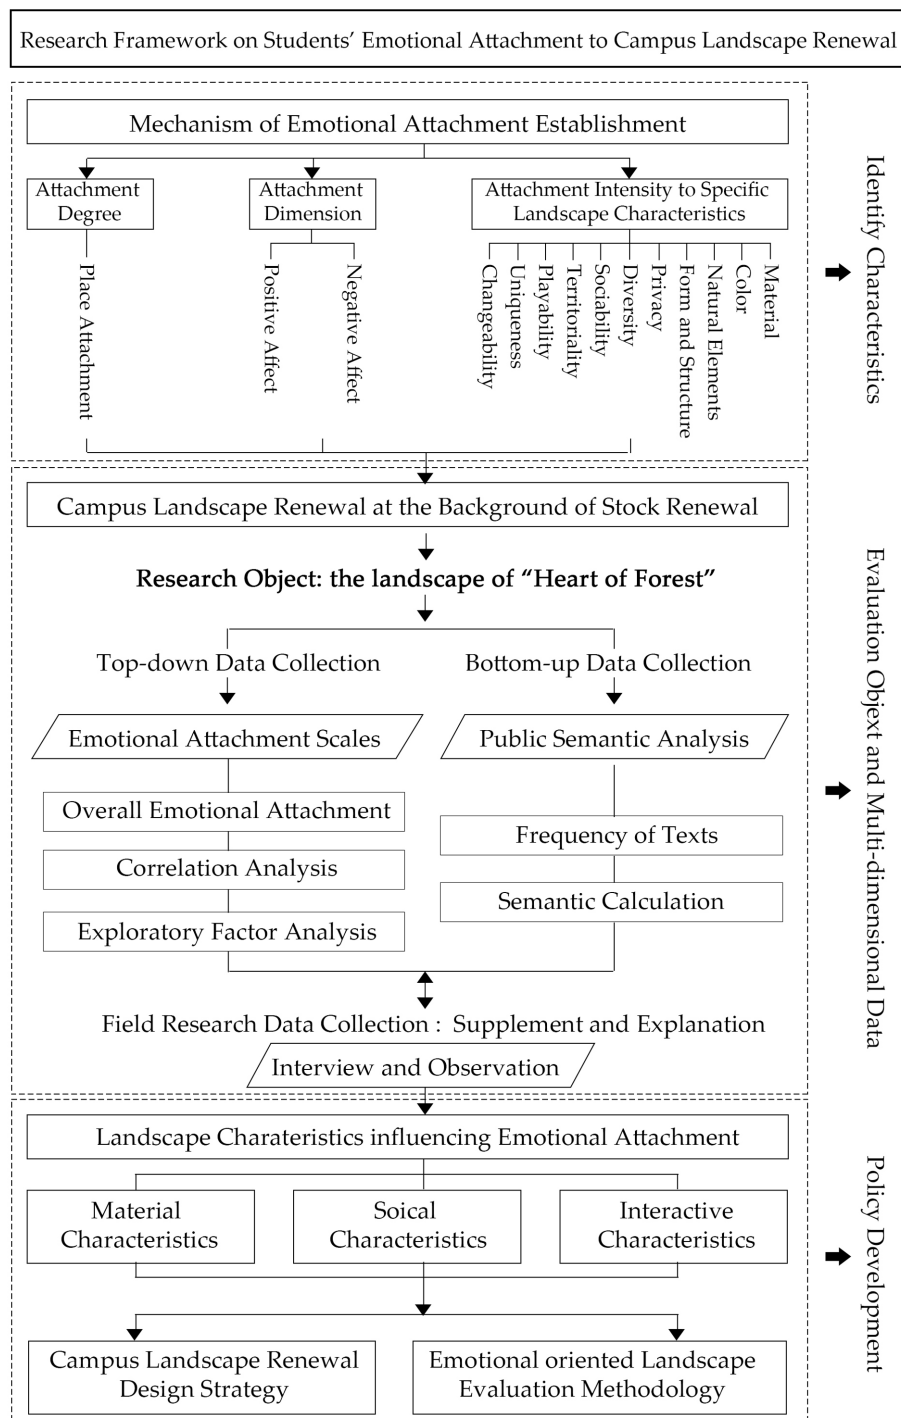 Research Framework on Students’ Emotional Attachment to Campus Landscape Renewal
Mechanism of Emotional Attachment Establishment
Attachment
Degree
Attachment
Dimension
Attachment Intensity to Specific
Landscape Characteristics
Place Attachment
Positive Affect
Negative Affect
Changeability
Uniqueness
Playability
Territoriality
Sociability
Diversity
Privacy
Form and Structure
Natural Elements
Color
Material
Identify Characteristics
Campus Landscape Renewal at the Background of Stock Renewal
Research Object: the landscape of “Heart of Forest”
Top-down Data Collection
Bottom-up Data Collection
Emotional Attachment Scales
Public Semantic Analysis
Overall Emotional Attachment
Correlation Analysis
Exploratory Factor Analysis
Frequency of Texts
Semantic Calculation
Field Research Data Collection : Supplement and Explanation
Interview and Observation
Evaluation Objext and Multi-dimensional Data
Landscape Charateristics influencing Emotional Attachment
Material
Characteristics
Soical
Characteristics
Interactive
Characteristics
Campus Landscape Renewal
Design Strategy
Emotional oriented Landscape
Evaluation Methodology
Policy Development